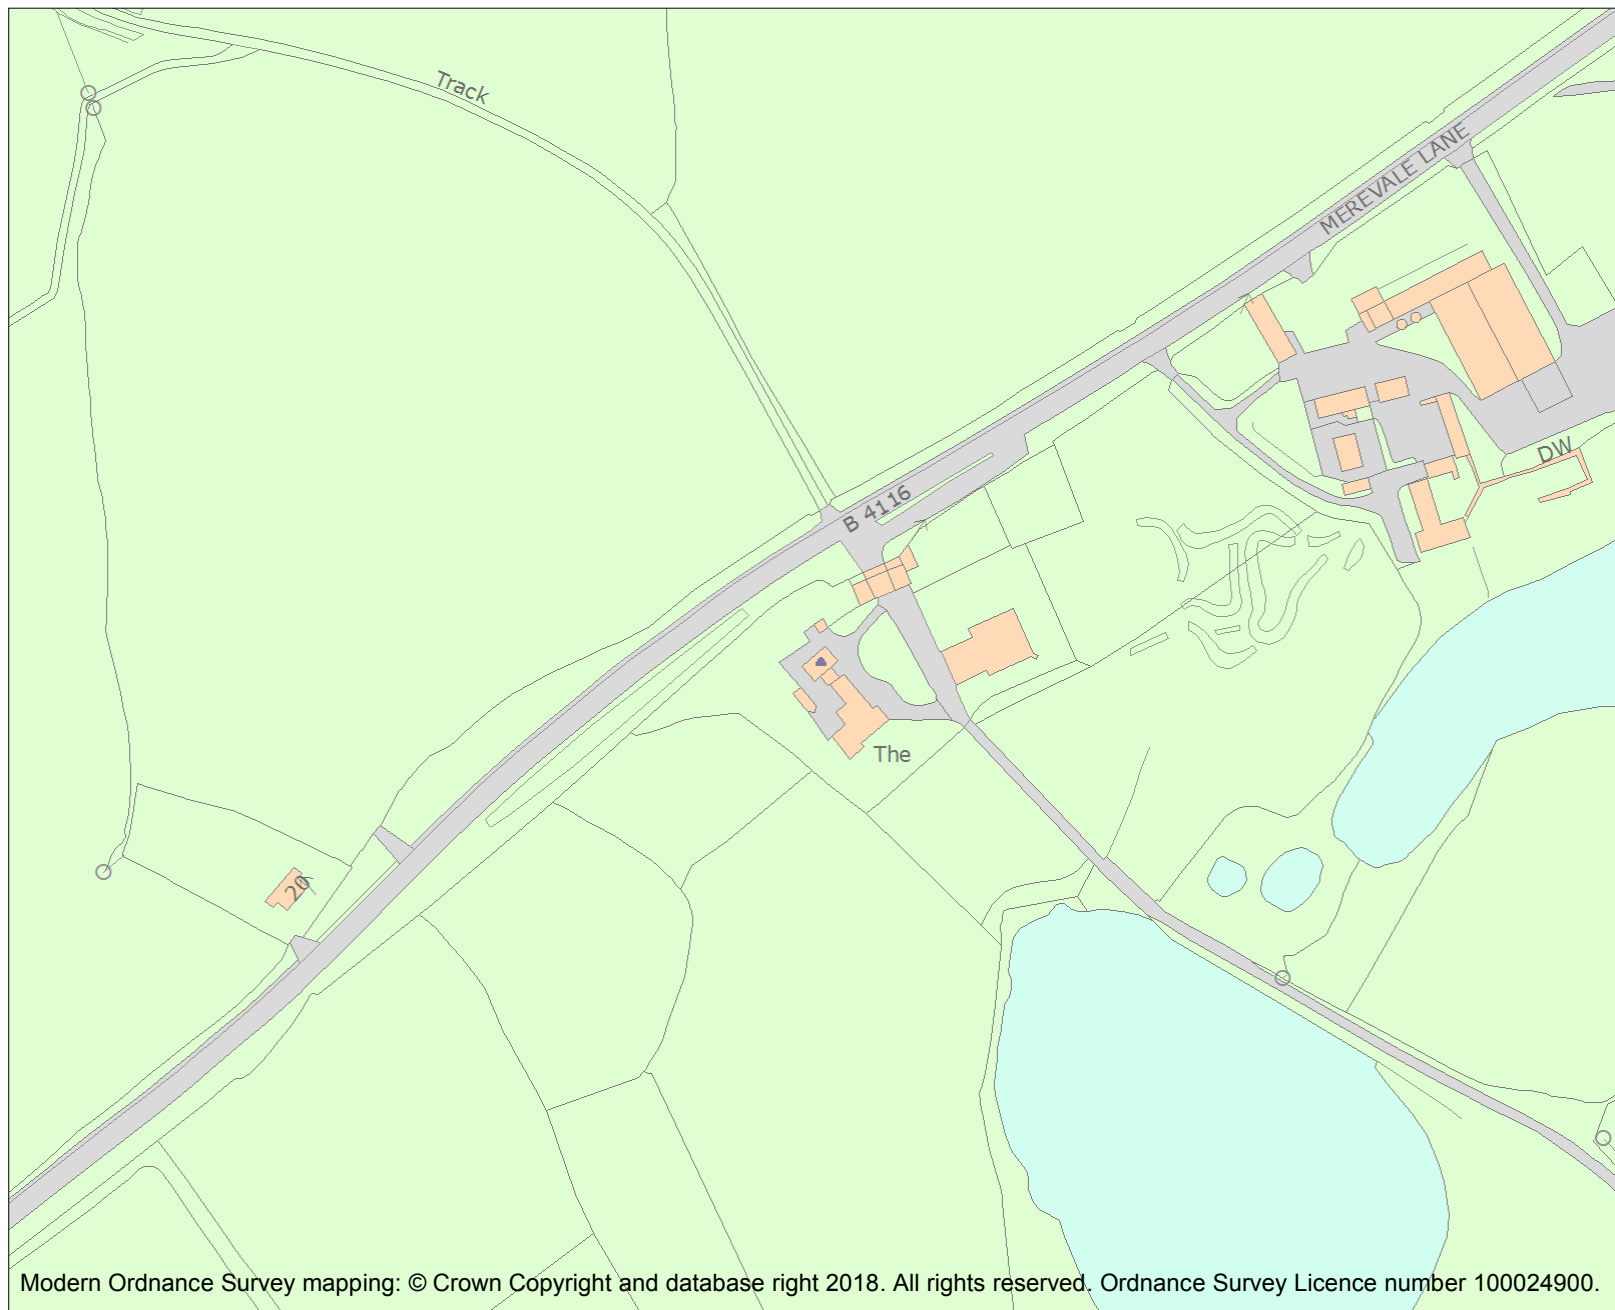 Track
MEREVALE LANE
DW
B 4116
The
20
Modern Ordnance Survey mapping: © Crown Copyright and database right 2018. All rights reserved. Ordnance Survey Licence number 100024900.